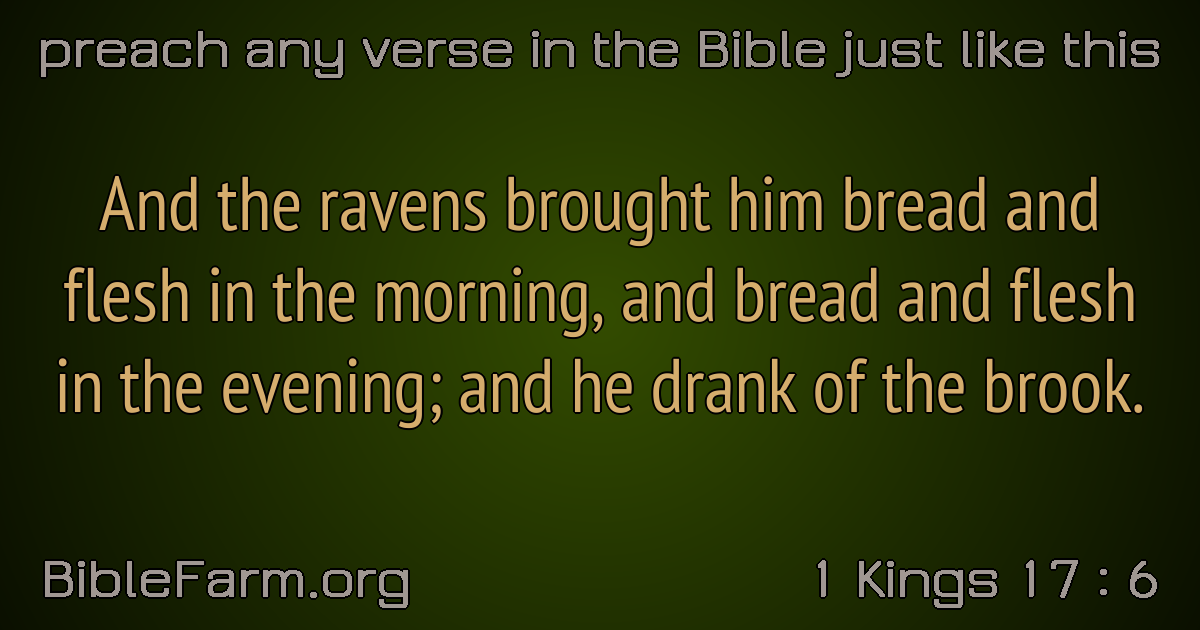 preach any verse in the Bible just like this
And the ravens brought him bread and
flesh in the morning, and bread and flesh
in the evening; and he drank of the brook.
BibleFarm.org
1 Kings 17 : 6